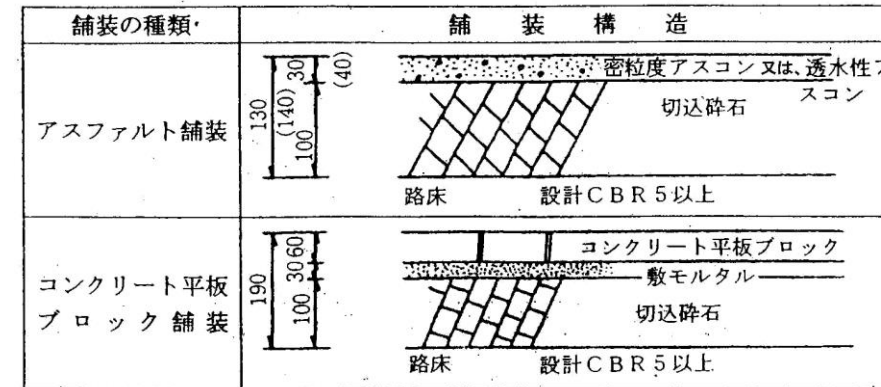 舗装の種類
舗装構造
アスファルト舗装
130
(140)
30
(40)
100
密粒度アスコン又は、透水性ア
スコン
切込砕石
路床 設計CBR5以上
コンクリート平板
ブロック舗装
190
60
30
100
コンクリート平板ブロック
敷モルタル
切込砕石
路床 設計CBR5以上